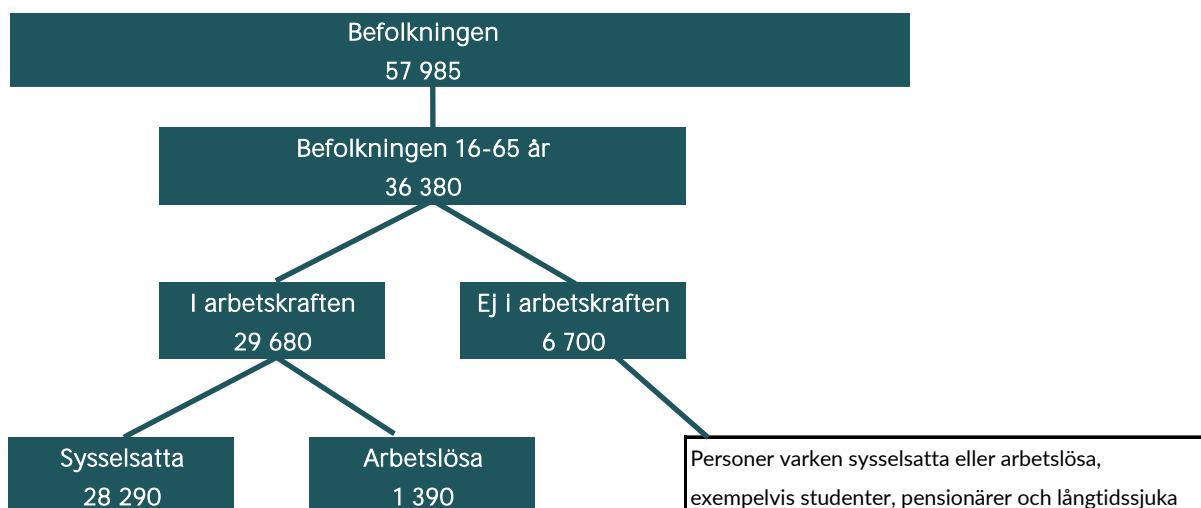 Befolkningen
57 985
Befolkningen 16-65 år
36 380
I arbetskraften
29 680
Ej i arbetskraften
6 700
Sysselsatta
28 290
Arbetslösa
1 390
Personer varken sysselsatta eller arbetslösa,
exempelvis studenter, pensionärer och långtidssjuka